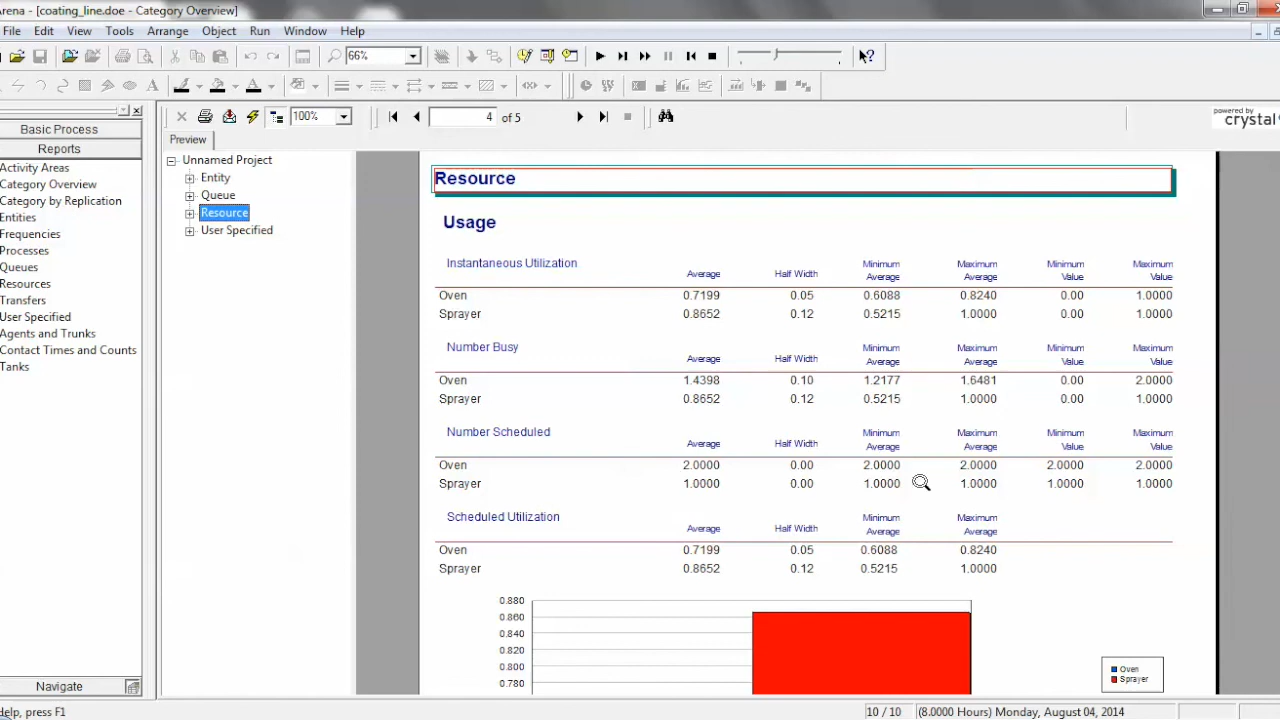 Arena - [coating_line.doe - Category Overview]
File Edit View Tools Arrange Object Run Window Help
66%
Basic Process
Reports
Activity Areas
Category Overview
Category by Replication
Entities
Frequencies
Processes
Queues
Resources
Transfers
User Specified
Agents and Trunks
Contact Times and Counts
Tanks
Navigate
100% 4 of 5
powered by
crystal
Preview
Unnamed Project
Entity
Queue
Resource
User Specified
Resource
Usage
Instantaneous Utilization Average Half Width Minimum Average Maximum Average Minimum Value Maximum Value
Oven 0.7199 0.05 0.6088 0.8240 0.00 1.0000
Sprayer 0.8652 0.12 0.5215 1.0000 0.00 1.0000
Number Busy Average Half Width Minimum Average Maximum Average Minimum Value Maximum Value
Oven 1.4398 0.10 1.2177 1.6481 0.00 2.0000
Sprayer 0.8652 0.12 0.5215 1.0000 0.00 1.0000
Number Scheduled Average Half Width Minimum Average Maximum Average Minimum Value Maximum Value
Oven 2.0000 0.00 2.0000 2.0000 2.0000 2.0000
Sprayer 1.0000 0.00 1.0000 1.0000 1.0000 1.0000
Scheduled Utilization Average Half Width Minimum Average Maximum Average
Oven 0.7199 0.05 0.6088 0.8240
Sprayer 0.8652 0.12 0.5215 1.0000
0.880
0.860
0.840
0.820
0.800
0.780
Oven
Sprayer
Help, press F1
10 / 10 (8.0000 Hours) Monday, August 04, 2014